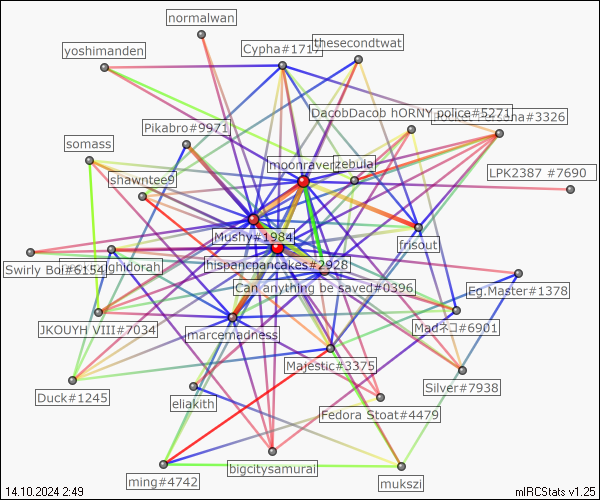 normalwan
yoshimanden
Cypha#1717
thesecondtwat
DacobDacob hORNY police#5271
#3326
Pikabro#9971
somass
moonraver
zebula
LPK2387 #7690
shawntee9
Mushy#1984
frisout
Swirly Boi#6154
ghidorah
hispancpancakes#2928
Can anything be saved#0396
Eg.Master#1378
JKOUYH VIII#7034
marcemadness
Madネコ#6901
Majestic#3375
Silver#7938
Duck#1245
eliakith
Fedora Stoat#4479
bigcitysamurai
ming#4742
mukszi
14.10.2024 2:49
mIRCStats v1.25